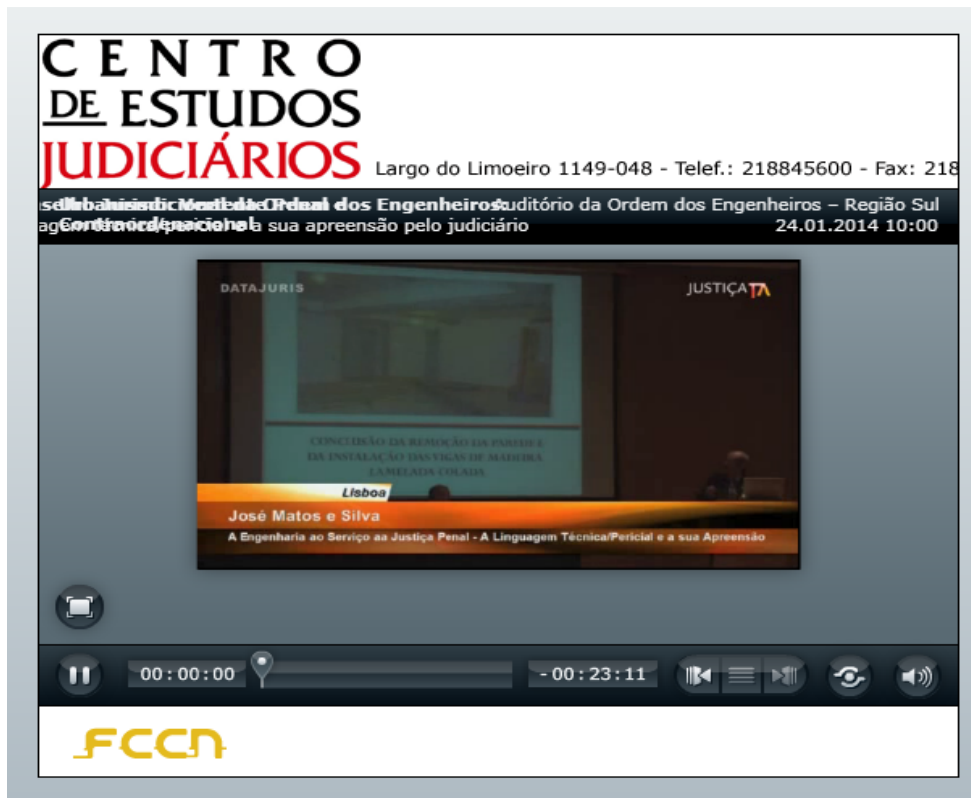 CENTRO
DE ESTUDOS
JUDICIÁRIOS
Largo do Limoeiro 1149-048 - Telef.: 218845600 - Fax: 218
dos Engenheiros: Auditório da Ordem dos Engenheiros – Região Sul
Contraordenacional a sua apreensão pelo judiciário 24.01.2014 10:00
DATAJURIS JUSTIÇA
CONCLUSÃO DA REMOÇÃO DA PAREDE E
DA INSTALAÇÃO DAS VIGAS DE MADEIRA
LAMELADA COLADA
Lisboa
José Matos e Silva
A Engenharia ao Serviço aa Justiça Penal - A Linguagem Técnica/Pericial e a sua Apreensão
00:00:00 -00:23:11
FCCN